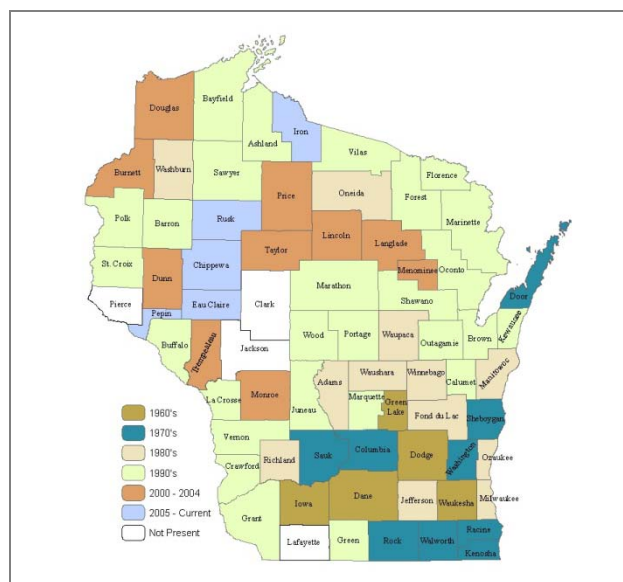 Douglas
Bayfield
Iron
Ashland
Vilas
Burnett
Washburn
Sawyer
Florence
Oneida
Price
Forest
Marinette
Polk
Barron
Rusk
Lincoln
Langlade
Taylor
Oconto
St. Croix
Chippewa
Menominee
Dunn
Door
Marathon
Pierce
Eau Claire
Clark
Shawano
Pepin
Kewaunee
Buffalo
Trempealeau
Wood
Portage
Waupaca
Outagamie
Brown
Jackson
Waushara
Winnebago
Manitowoc
Adams
Calumet
La Crosse
Monroe
Juneau
Marquette
Green
Lake
Fond du Lac
Sheboygan
Vernon
Sauk
Columbia
Dodge
Washington
Ozaukee
Richland
Crawford
Iowa
Dane
Jefferson
Waukesha
Milwaukee
Grant
Lafayette
Green
Rock
Walworth
Racine
Kenosha
1960's
1970's
1980's
1990's
2000 - 2004
2005 - Current
Not Present